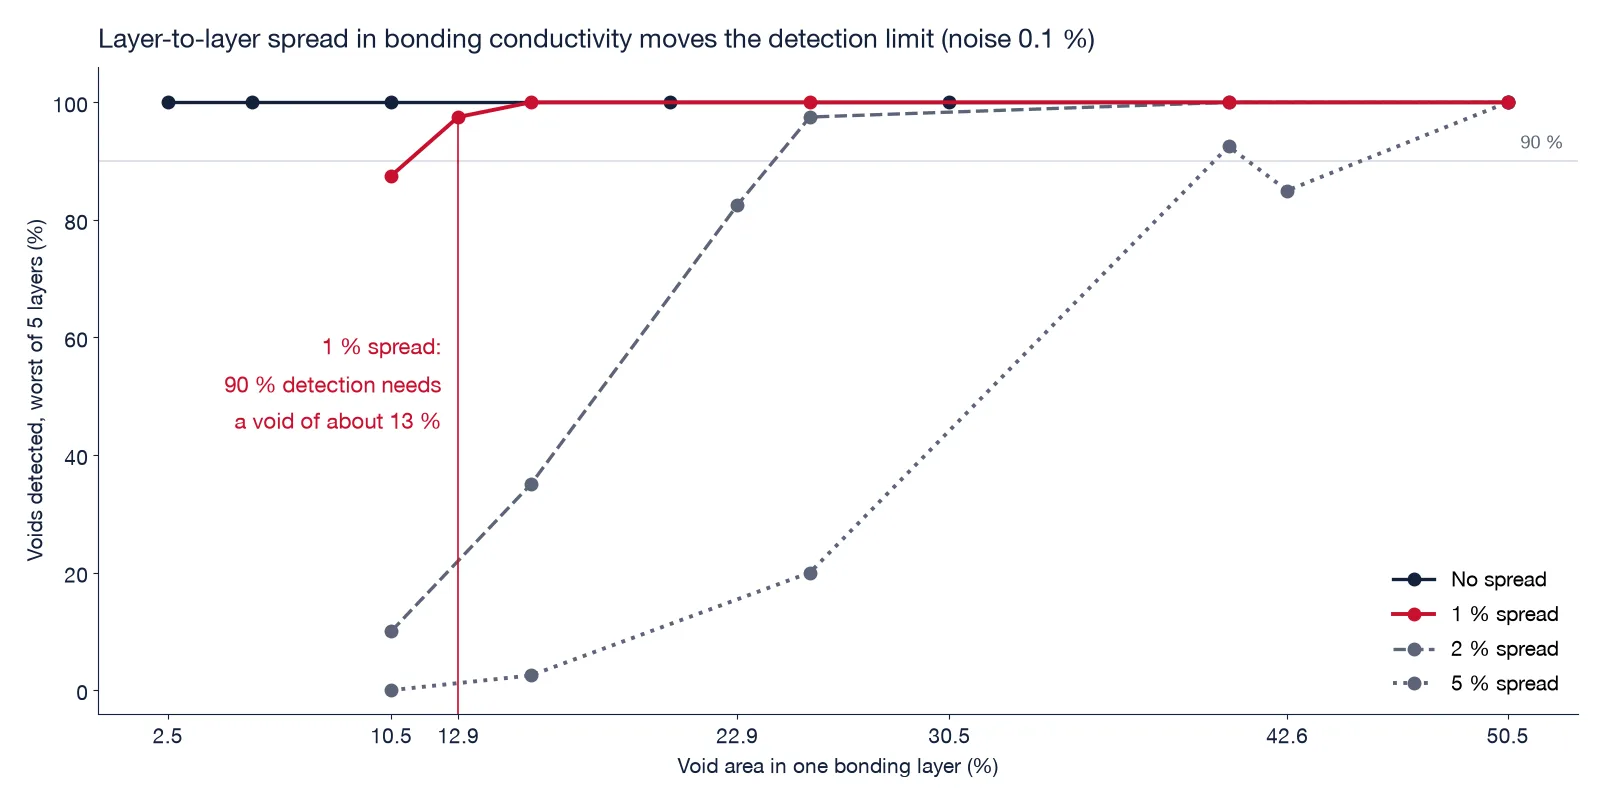 Layer-to-layer spread in bonding conductivity moves the detection limit (noise 0.1 %)
Voids detected, worst of 5 layers (%)
100
80
60
40
20
0
90 %
1 % spread:
90 % detection needs
a void of about 13 %
No spread
1 % spread
2 % spread
5 % spread
2.5
10.5
12.9
22.9
30.5
42.6
50.5
Void area in one bonding layer (%)